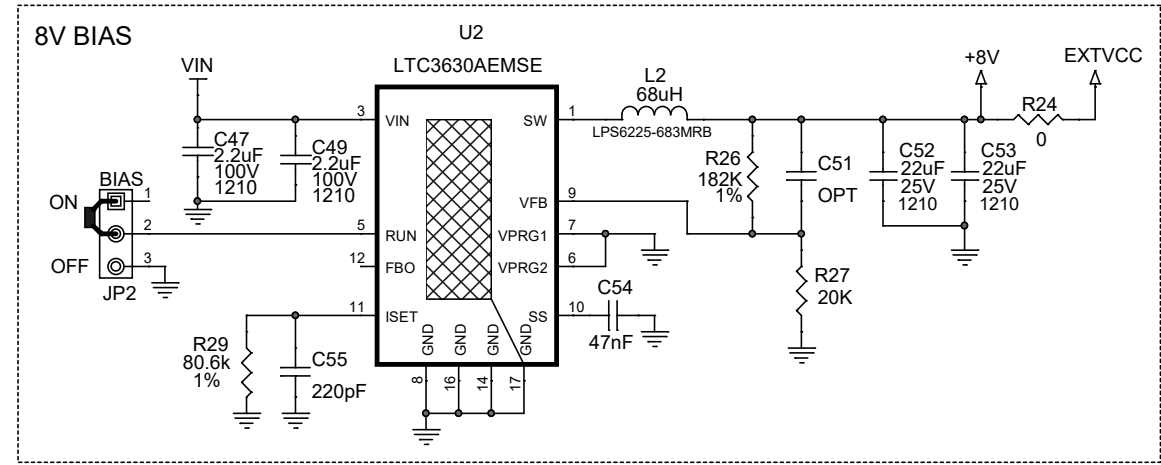 8V BIAS
U2
LTC3630AEMSE
VIN
+8V
EXTVCC
L2
68uH
LPS6225-683MRB
R24
0
3
VIN
SW
1
C47
2.2uF
100V
1210
C49
2.2uF
100V
1210
R26
182K
1%
C51
OPT
C52
22uF
25V
1210
C53
22uF
25V
1210
BIAS
ON
1
2
OFF
3
JP2
VFB
9
5
RUN
VPRG1
7
12
FBO
VPRG2
6
R27
20K
11
ISET
SS
10
C54
47nF
GND
GND
GND
GND
R29
80.6k
1%
C55
220pF
8
16
14
17